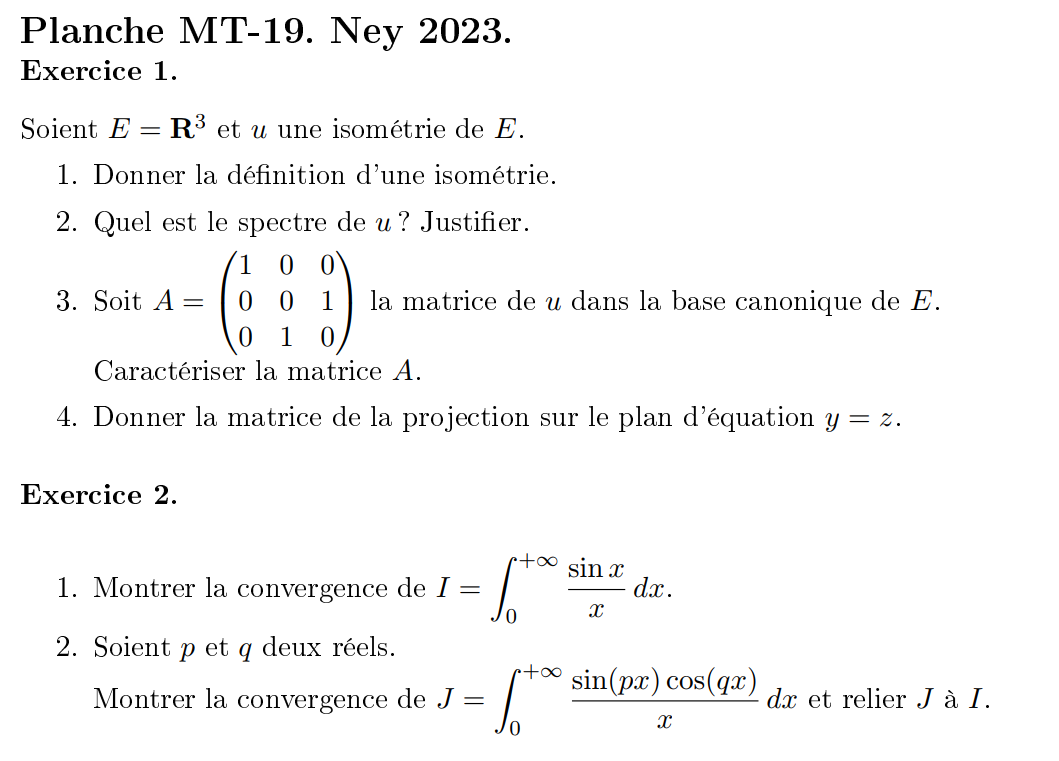 Planche MT-19. Ney 2023.
Exercice 1.
Soient $E = \mathbf{R}^3$ et $u$ une isométrie de $E$.
1. Donner la définition d'une isométrie.
2. Quel est le spectre de $u$ ? Justifier.
3. Soit $A = \begin{pmatrix} 1 & 0 & 0 \\ 0 & 0 & 1 \\ 0 & 1 & 0 \end{pmatrix}$ la matrice de $u$ dans la base canonique de $E$.
Caractériser la matrice $A$.
4. Donner la matrice de la projection sur le plan d'équation $y = z$.
Exercice 2.
1. Montrer la convergence de $I = \int_0^{+\infty} \frac{\sin x}{x} \, dx$.
2. Soient $p$ et $q$ deux réels.
Montrer la convergence de $J = \int_0^{+\infty} \frac{\sin(px)\cos(qx)}{x} \, dx$ et relier $J$ à $I$.